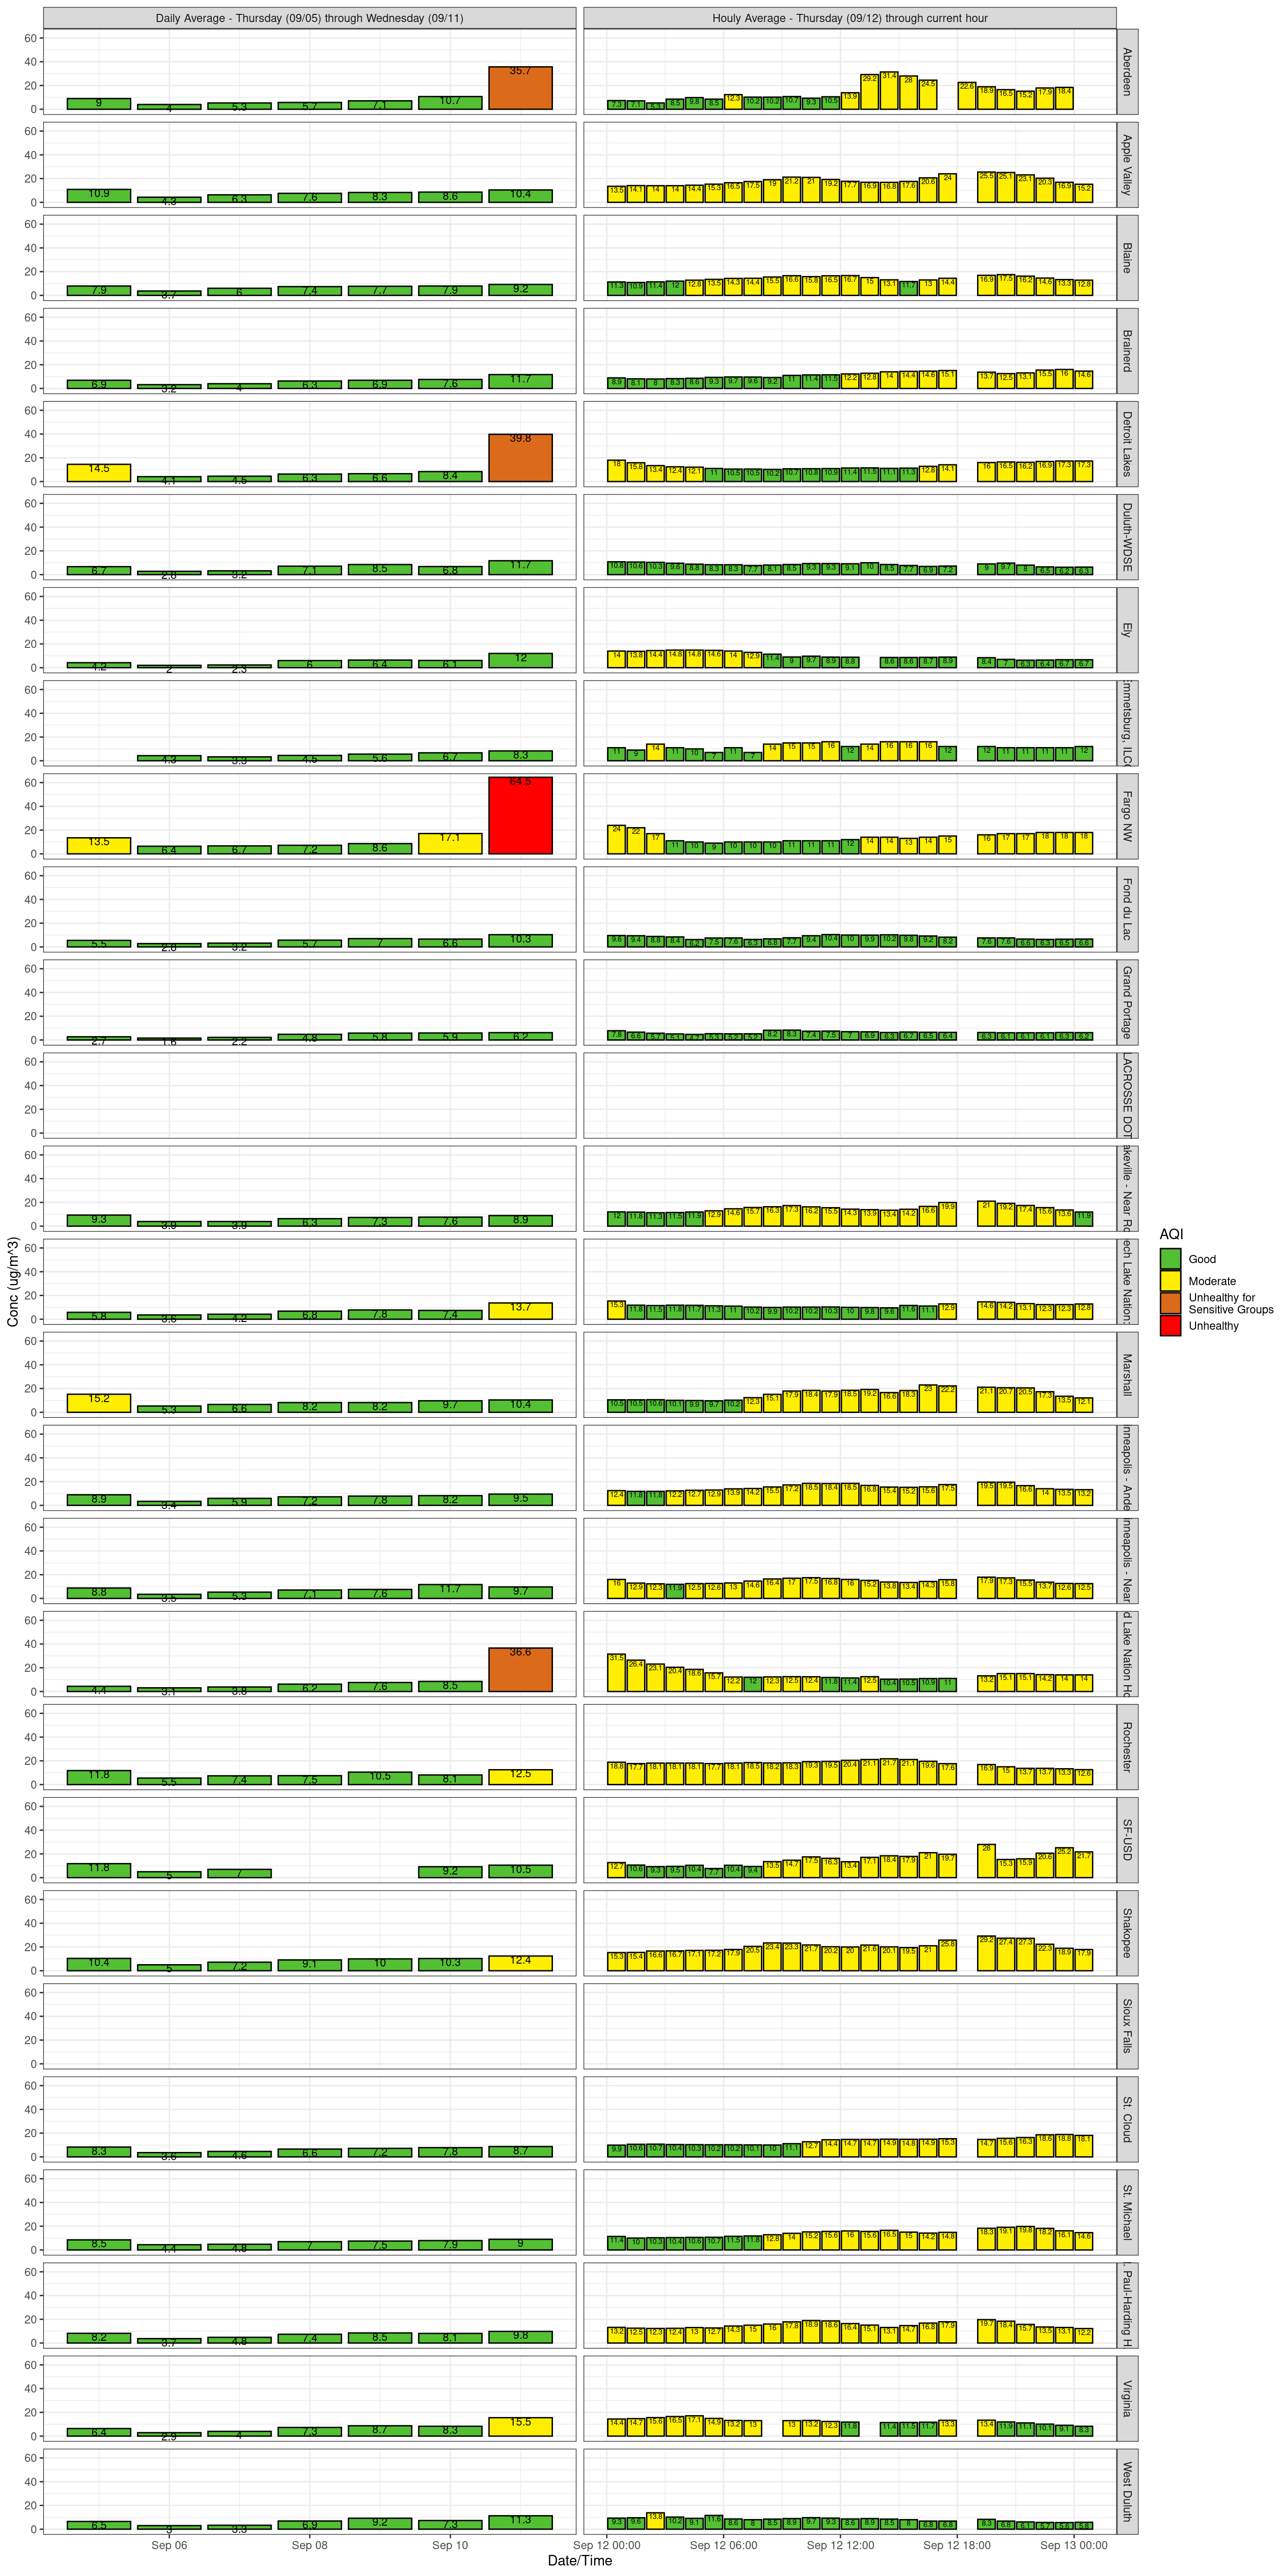 Daily Average - Thursday (09/05) through Wednesday (09/11)
Houly Average - Thursday (09/12) through current hour
Conc (ug/m^3)
60
40
20
0
Aberdeen
9 4 5.3 5.7 7.1 10.7 35.7
7.3 7.1 5.3 8.5 9.8 8.5 12.3 10.2 10.2 10.7 9.3 10.5 13.9 29.2 31.4 28 24.5 22.6 18.9 16.5 15.2 17.9 18.4
Apple Valley
10.9 4.3 6.3 7.6 8.3 8.6 10.4
13.5 14.1 14 14 14.4 15.3 16.5 17.5 19 21.2 21 19.2 17.7 16.9 16.8 17.6 20.6 24 25.5 25.1 23.1 20.3 16.9 15.2
Blaine
7.9 3.7 6 7.4 7.7 7.9 9.2
11.3 10.9 11.4 12 12.8 13.5 14.3 14.4 15.5 16.6 15.8 16.5 16.7 15 13.1 11.7 13 14.4 16.9 17.5 16.2 14.6 13.3 12.8
Brainerd
6.9 3.2 4 6.3 6.9 7.6 11.7
8.9 8.1 8 8.3 8.6 9.3 9.7 9.6 9.2 11 11.4 11.5 12.2 12.8 14 14.4 14.6 15.1 13.7 12.5 13.1 15.5 16 14.6
Detroit Lakes
14.5 4.1 4.5 6.3 6.6 8.4 39.8
18 15.8 13.4 12.4 12.1 11 10.5 10.5 10.2 10.7 10.8 10.9 11.4 11.5 11.1 11.3 12.8 14.1 16 16.5 16.2 16.9 17.3 17.3
Duluth-WDSE
6.7 2.8 3.2 7.1 8.5 6.8 11.7
10.8 10.6 10.3 9.6 8.8 8.3 8.3 7.7 8.1 8.5 9.3 9.3 9.1 10 8.5 7.7 6.9 7.2 9 9.7 8 6.5 6.2 6.3
Ely
4.2 2 2.3 6 6.4 6.1 12
14 13.8 14.4 14.8 14.8 14.6 14 12.9 11.4 9 9.7 8.9 8.8 8.6 8.6 8.7 8.9 8.4 7 6.3 6.4 6.7 6.7
mmetsburg, ILC
4.3 3.3 4.5 5.6 6.7 8.3
11 9 14 11 10 7 11 7 14 15 15 16 12 14 16 16 16 12 12 11 11 11 11 12
Fargo NW
13.5 6.4 6.7 7.2 8.6 17.1 64.5
24 22 17 11 10 9 10 10 10 11 11 11 12 14 14 13 14 15 16 17 17 18 18 18
Fond du Lac
5.5 2.8 3.2 5.7 7 6.6 10.3
9.6 9.4 8.8 8.4 6.2 7.5 7.6 6.3 6.8 7.7 9.4 10.4 10 9.9 10.2 9.8 9.2 8.2 7.6 7.6 6.6 6.3 6.5 6.6
Grand Portage
2.7 1.6 2.2 4.8 5.8 5.9 6.2
7.8 6.6 5.7 5.1 4.7 5.3 5.2 5.2 8.2 8.3 7.4 7.5 7 6.9 6.3 6.7 6.5 6.4 6.3 6.1 6.1 6.1 6.3 6.2
LACROSSE DOT
akeville - Near Ro
9.3 3.9 3.9 6.3 7.3 7.6 8.9
12 11.8 11.3 11.5 11.9 12.9 14.6 15.7 16.3 17.3 16.2 15.5 14.3 13.9 13.4 14.2 16.6 19.9 21 19.2 17.4 15.6 13.6 11.9
ech Lake Nation:
5.8 3.6 4.2 6.8 7.8 7.4 13.7
15.3 11.8 11.5 11.8 11.7 11.3 11 10.2 9.9 10.2 10.2 10.3 10 9.8 9.6 11.6 11.1 12.9 14.6 14.2 13.1 12.3 12.3 12.8
Marshall
15.2 5.3 6.6 8.2 8.2 9.7 10.4
10.5 10.5 10.6 10.1 9.9 9.7 10.2 12.3 15.1 17.9 18.4 17.9 18.5 19.2 16.6 18.3 23 22.2 21.1 20.7 20.5 17.3 13.5 12.1
inneapolis - Ande
8.9 3.4 5.9 7.2 7.8 8.2 9.5
12.4 11.8 11.8 12.2 12.7 12.9 13.9 14.2 15.5 17.2 18.5 18.4 18.5 16.8 15.4 15.2 15.6 17.5 19.5 19.5 16.6 14 13.5 13.2
inneapolis - Near
8.8 3.5 5.3 7.1 7.6 11.7 9.7
16 12.9 12.3 11.9 12.5 12.6 13 14.6 16.4 17 17.5 16.8 16 15.2 13.8 13.4 14.3 15.8 17.9 17.3 15.5 13.7 12.6 12.5
d Lake Nation Ho
4.4 3.1 3.8 6.2 7.6 8.5 36.6
31.5 26.4 23.1 20.4 18.6 15.7 12.2 12 12.3 12.5 12.4 11.8 11.4 12.5 10.4 10.5 10.9 11 13.2 15.1 15.1 14.2 14 14
Rochester
11.8 5.5 7.4 7.5 10.5 8.1 12.5
18.8 17.7 18.1 18.1 18.1 17.7 18.1 18.5 18.2 18.3 19.3 19.5 20.4 21.1 21.7 21.1 19.6 17.6 16.9 15 13.7 13.7 13.3 12.6
SF-USD
11.8 5 7 9.2 10.5
12.7 10.6 9.3 9.5 10.4 7.7 10.4 9.4 13.5 14.7 17.5 16.3 13.4 17.1 18.4 17.9 21 19.7 28 15.3 15.9 20.6 25.2 21.7
Shakopee
10.4 5 7.2 9.1 10 10.3 12.4
15.3 15.4 16.6 16.7 17.1 17.2 17.9 20.5 23.4 23.3 21.7 20.2 20 21.6 20.1 19.5 21 25.8 29.2 27.4 27.3 22.3 18.9 17.9
Sioux Falls
St. Cloud
8.3 3.6 4.6 6.6 7.2 7.8 8.7
9.9 10.6 10.7 10.4 10.3 10.2 10.2 10.1 10 11.1 12.7 14.4 14.7 14.7 14.9 14.8 14.9 15.3 14.7 15.6 16.3 18.6 18.8 18.1
St. Michael
8.5 4.4 4.8 7 7.5 7.9 9
11.4 10 10.3 10.4 10.6 10.7 11.5 11.8 12.8 14 15.2 15.6 16 15.6 16.5 15 14.2 14.8 18.3 19.1 19.8 18.2 16.1 14.6
. Paul-Harding H
8.2 3.7 4.8 7.4 8.5 8.1 9.8
13.2 12.5 12.3 12.4 13 12.7 14.3 15 16 17.8 18.9 18.6 16.4 15.1 13.1 14.7 16.8 17.9 19.7 18.4 15.7 13.5 13.1 12.2
Virginia
6.4 2.9 4 7.3 8.7 8.3 15.5
14.4 14.7 15.6 16.5 17.1 14.9 13.2 13 13 13.2 12.3 11.8 11.4 11.5 11.7 13.3 13.4 11.9 11.1 10.1 9.1 8.3
West Duluth
6.5 3 3.3 6.9 9.2 7.3 11.3
9.3 9.6 13.8 10.2 9.1 11.6 8.6 8 8.5 8.9 9.7 9.3 8.6 8.9 8.5 8 6.8 6.8 8.3 6.8 6.1 5.7 5.6 5.8
Sep 06 Sep 08 Sep 10
Sep 12 00:00 Sep 12 06:00 Sep 12 12:00 Sep 12 18:00 Sep 13 00:00
Date/Time
AQI
Good
Moderate
Unhealthy for
Sensitive Groups
Unhealthy